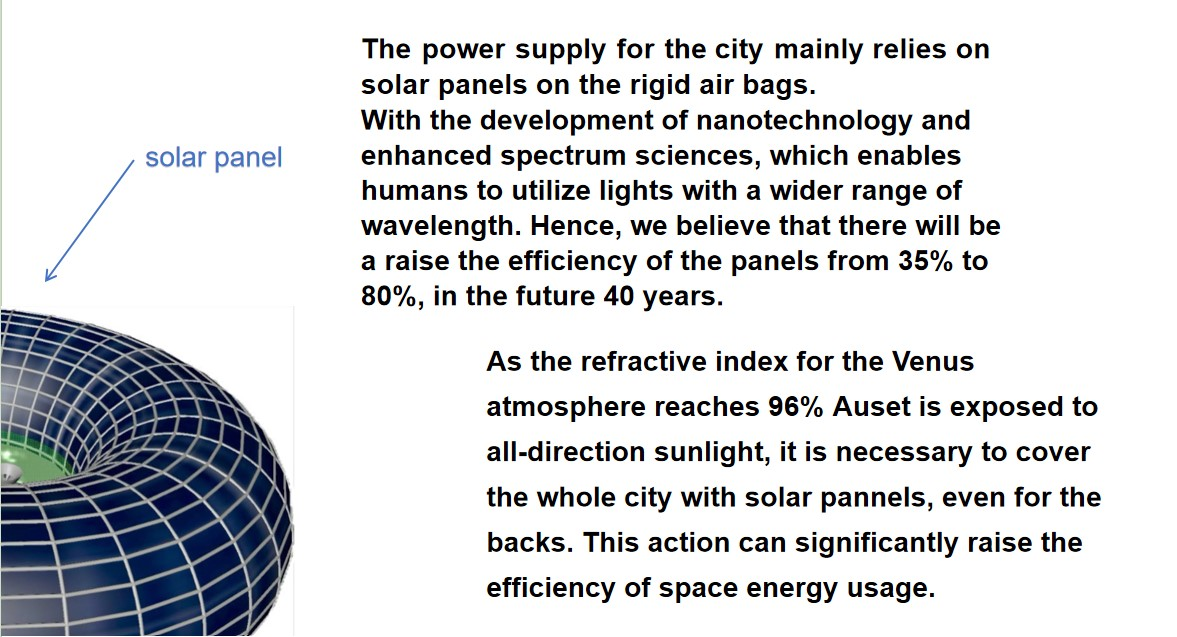 The power supply for the city mainly relies on
solar panels on the rigid air bags.
With the development of nanotechnology and
enhanced spectrum sciences, which enables
humans to utilize lights with a wider range of
wavelength. Hence, we believe that there will be
a raise the efficiency of the panels from 35% to
80%, in the future 40 years.
solar panel
As the refractive index for the Venus
atmosphere reaches 96% Auset is exposed to
all-direction sunlight, it is necessary to cover
the whole city with solar pannels, even for the
backs. This action can significantly raise the
efficiency of space energy usage.